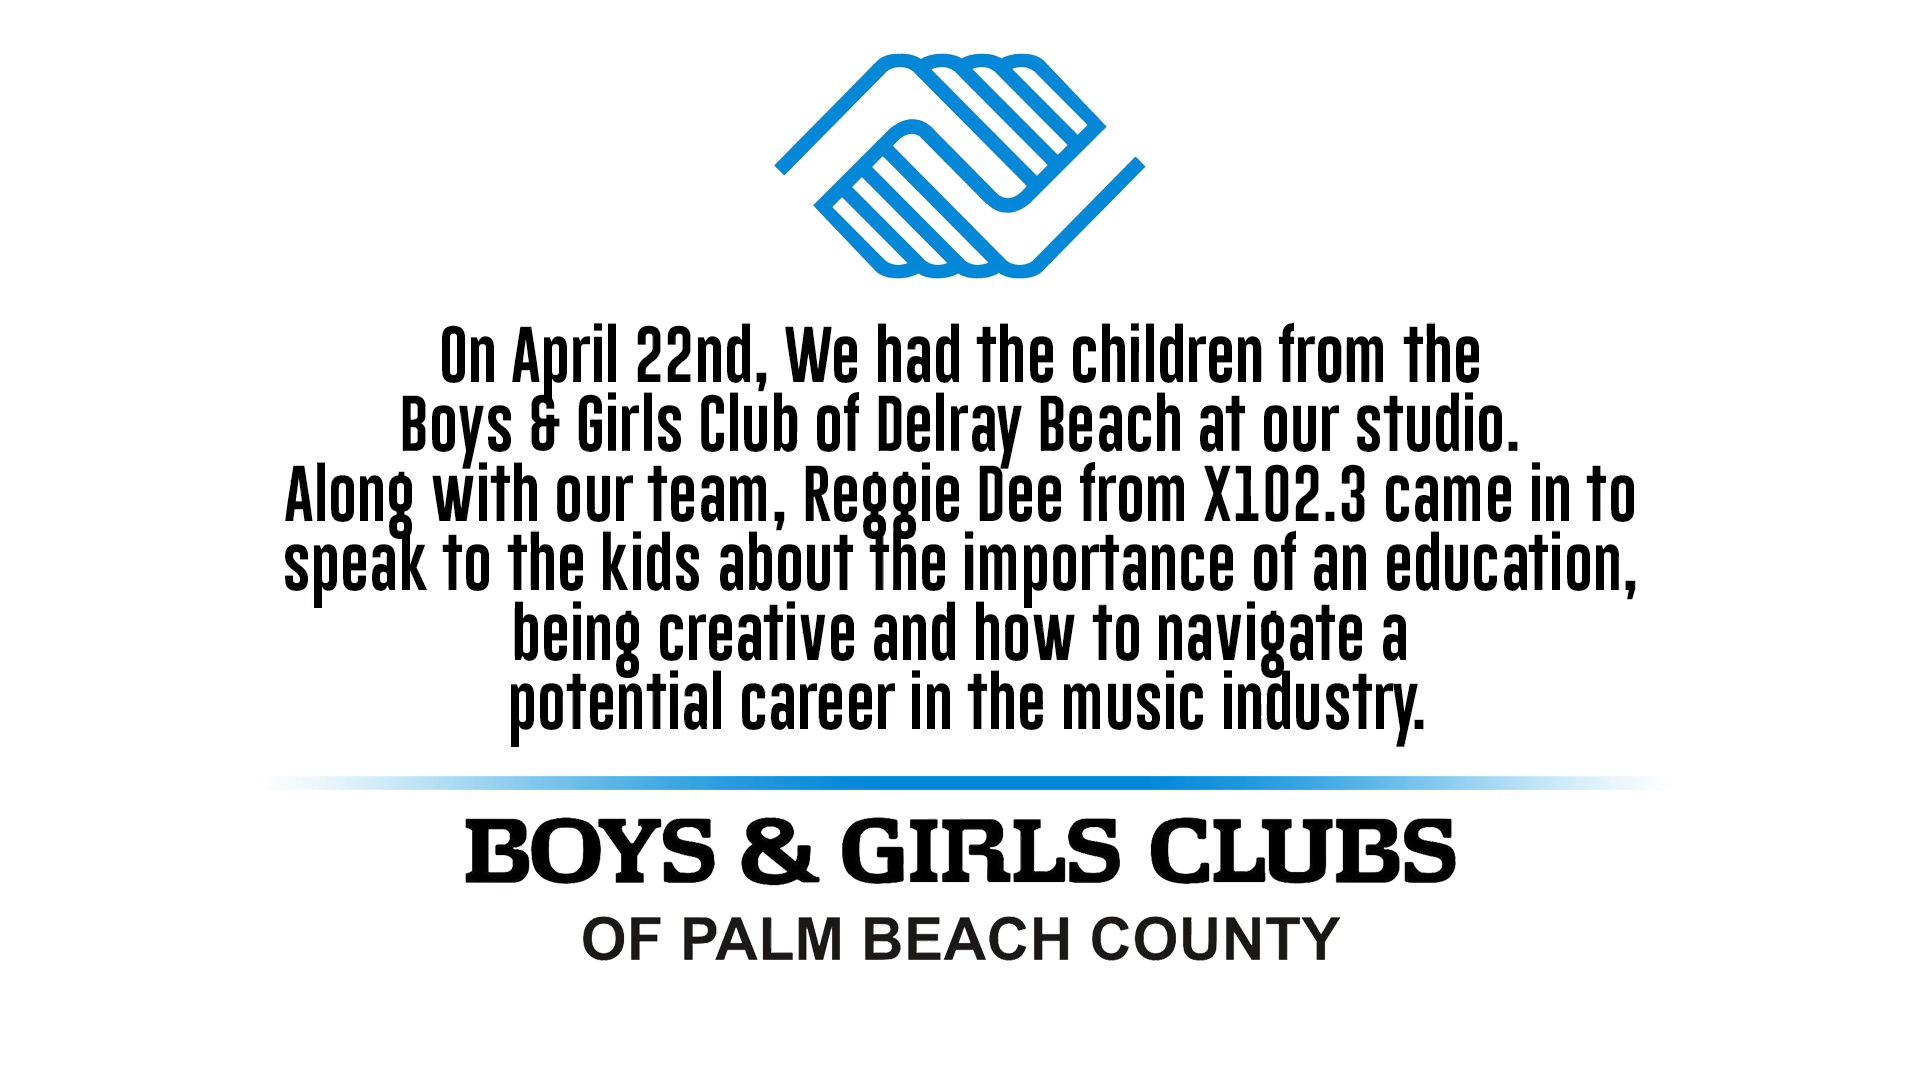 On April 22nd, We had the children from the
Boys & Girls Club of Delray Beach at our studio.
Along with our team, Reggie Dee from X102.3 came in to
speak to the kids about the importance of an education,
being creative and how to navigate a
potential career in the music industry.
BOYS & GIRLS CLUBS
OF PALM BEACH COUNTY